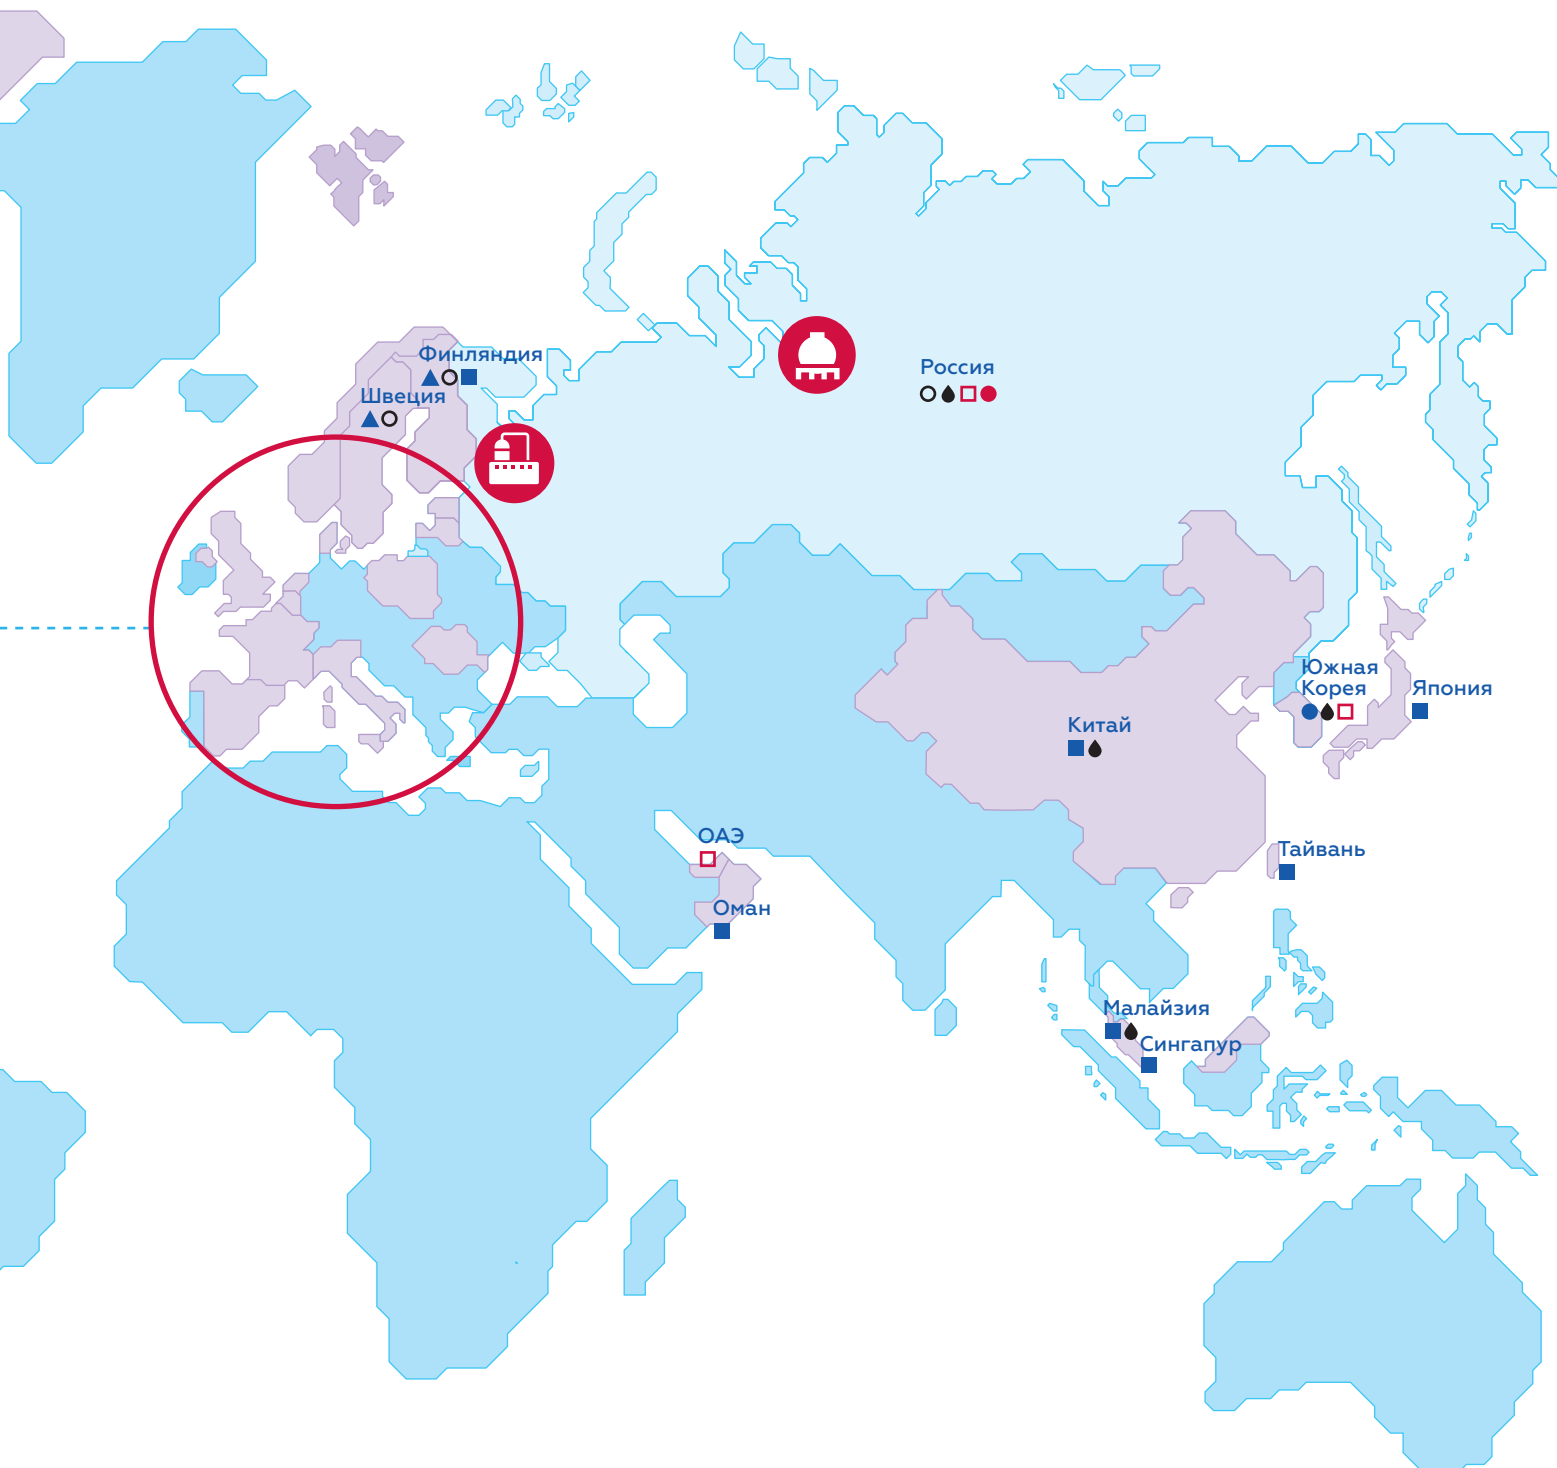 Финляндия
Россия
Швеция
Южная
Корея
Япония
Китай
ОАЭ
Тайвань
Оман
Малайзия
Сингапур